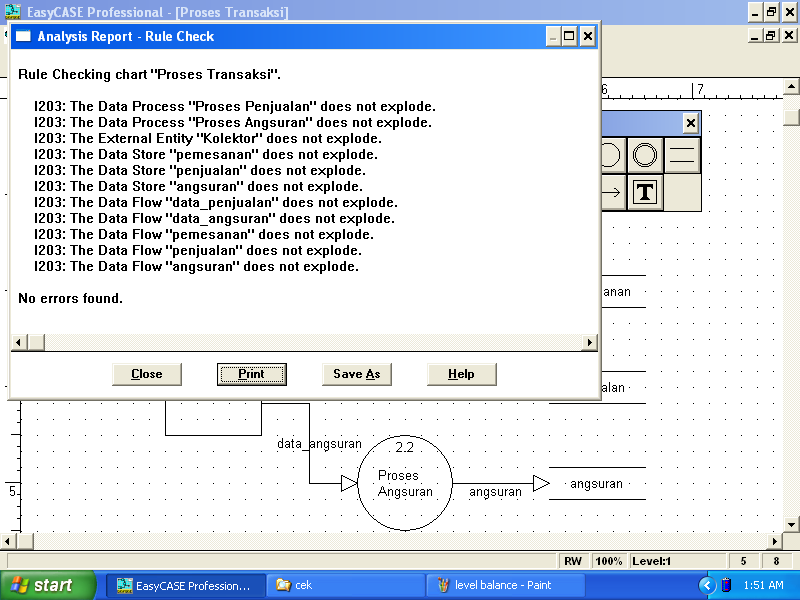 EasyCASE Professional - [Proses Transaksi]
Analysis Report - Rule Check
Rule Checking chart "Proses Transaksi".
I203: The Data Process "Proses Penjualan" does not explode.
I203: The Data Process "Proses Angsuran" does not explode.
I203: The External Entity "Kolektor" does not explode.
I203: The Data Store "pemesanan" does not explode.
I203: The Data Store "penjualan" does not explode.
I203: The Data Store "angsuran" does not explode.
I203: The Data Flow "data_penjualan" does not explode.
I203: The Data Flow "data_angsuran" does not explode.
I203: The Data Flow "pemesanan" does not explode.
I203: The Data Flow "penjualan" does not explode.
I203: The Data Flow "angsuran" does not explode.
No errors found.
Close Print Save As Help
6 7
T
anan
alan
data_angsuran
2.2
Proses
Angsuran
angsuran
angsuran
5
RW 100% Level:1 5 8
start EasyCASE Profession... cek level balance - Paint 1:51 AM